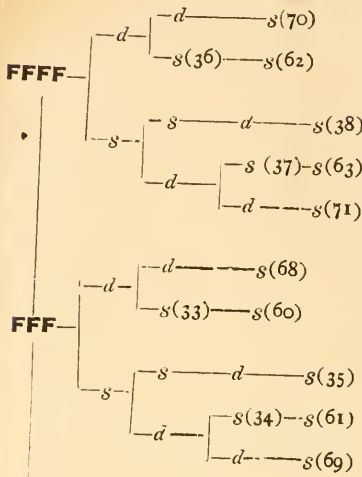 d s(70)
d
s(36) s(62)
FFFF
s d s(38)
s
s (37)-s(63)
d
d s(71)
d s(68)
d
s(33) s(60)
FFF
s d s(35)
s
s(34) s(61)
d
d s(69)